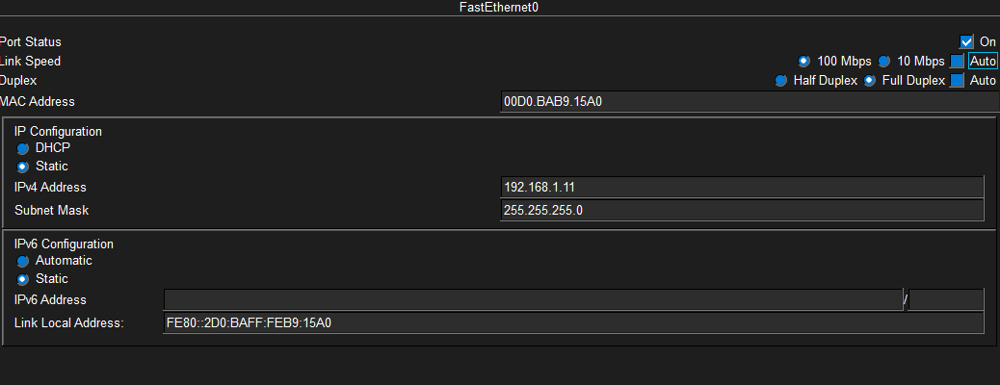 FastEthernet0
Port Status On
Link Speed 100 Mbps 10 Mbps Auto
Duplex Half Duplex Full Duplex Auto
MAC Address 00D0.BAB9.15A0
IP Configuration
DHCP
Static
IPv4 Address 192.168.1.11
Subnet Mask 255.255.255.0
IPv6 Configuration
Automatic
Static
IPv6 Address /
Link Local Address: FE80::2D0:BAFF:FEB9:15A0